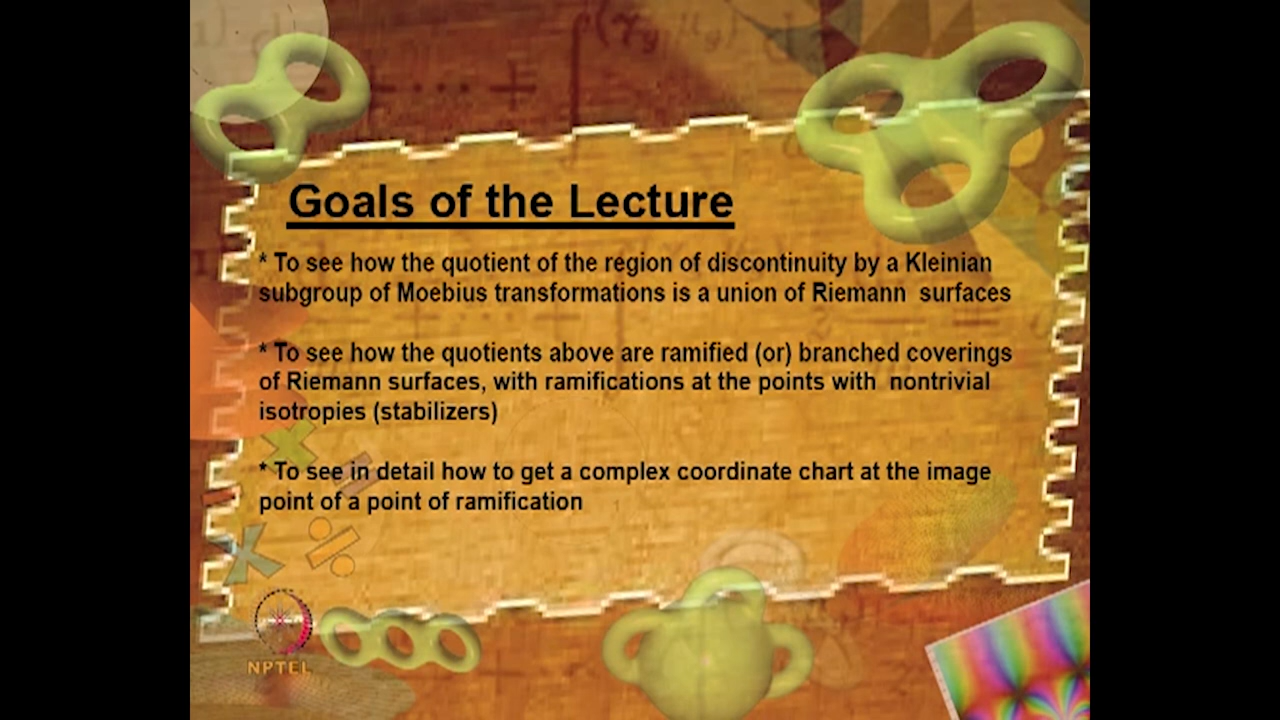 Goals of the Lecture
* To see how the quotient of the region of discontinuity by a Kleinian
subgroup of Moebius transformations is a union of Riemann surfaces
* To see how the quotients above are ramified (or) branched coverings
of Riemann surfaces, with ramifications at the points with nontrivial
isotropies (stabilizers)
* To see in detail how to get a complex coordinate chart at the image
point of a point of ramification
NPTEL